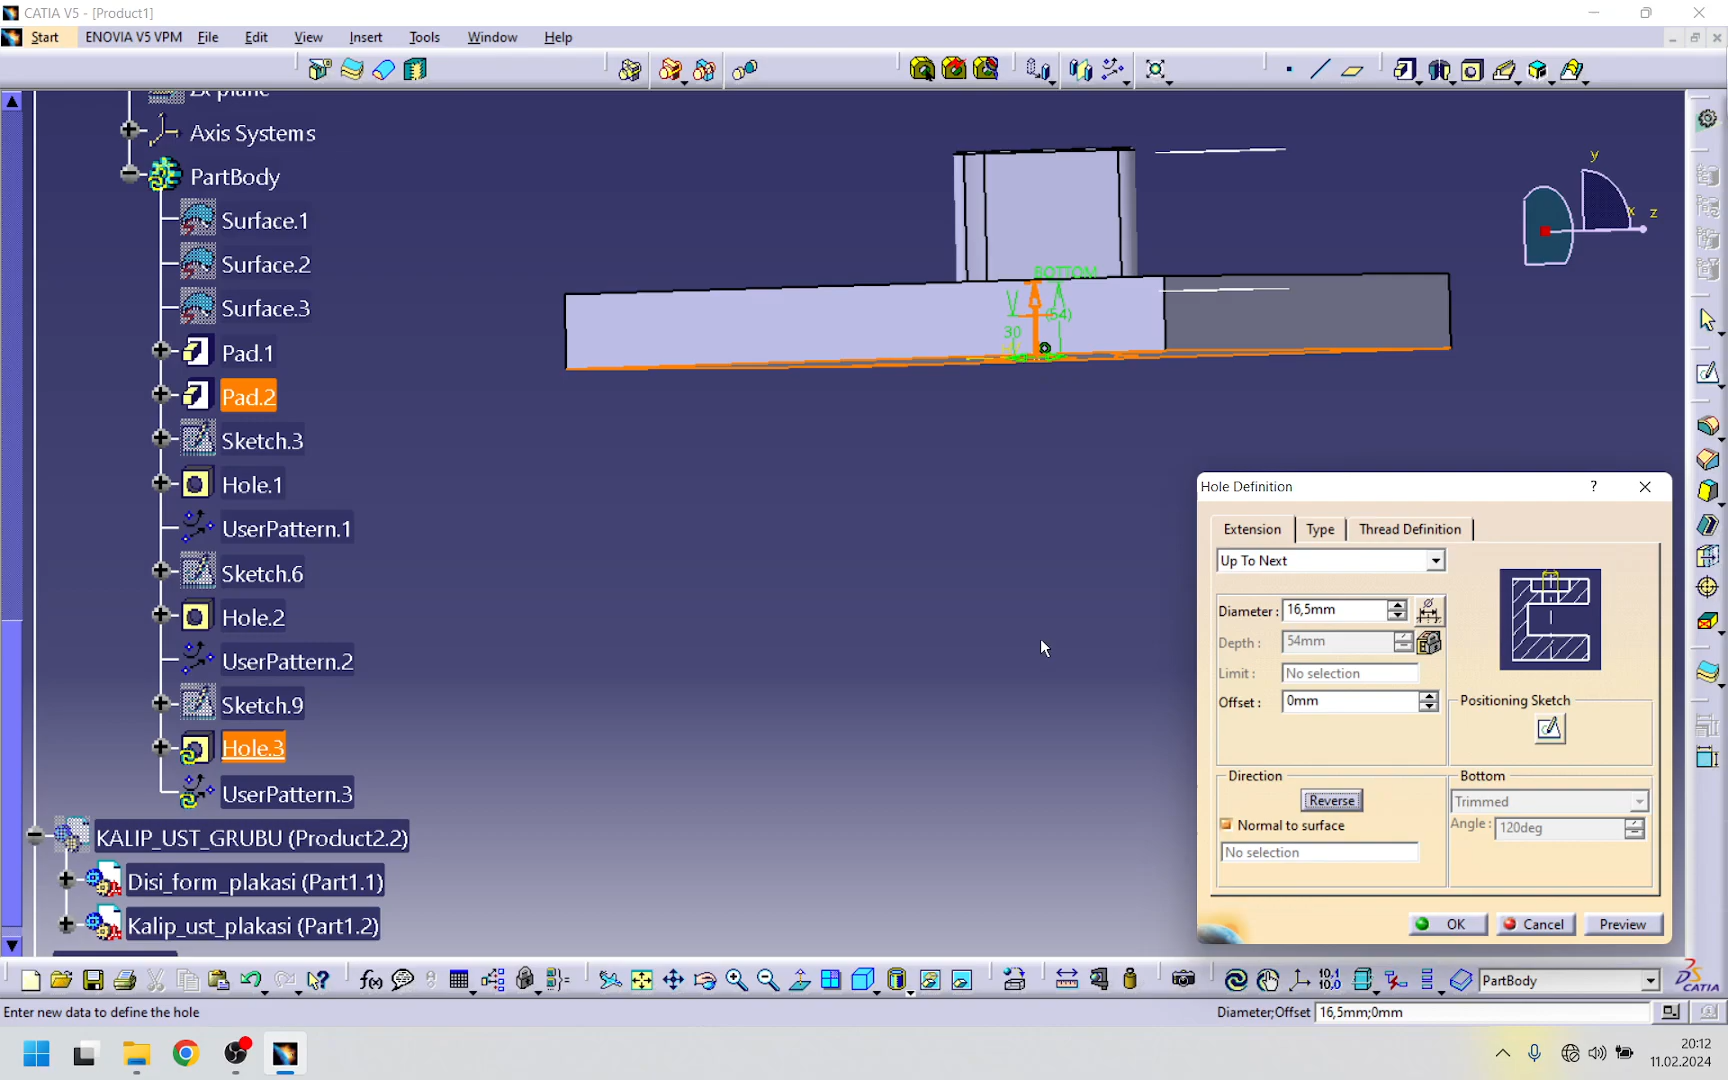 CATIA V5 - [Product1]
Start ENOVIA V5 VPM File Edit View Insert Tools Window Help
Zx plane
Axis Systems
PartBody
Surface.1
Surface.2
Surface.3
Pad.1
Pad.2
Sketch.3
Hole.1
UserPattern.1
Sketch.6
Hole.2
UserPattern.2
Sketch.9
Hole.3
UserPattern.3
KALIP_UST_GRUBU (Product2.2)
Disi_form_plakasi (Part1.1)
Kalip_ust_plakasi (Part1.2)
BOTTOM
V
(54)
30
y
x z
Hole Definition ?
Extension Type Thread Definition
Up To Next
Diameter : 16,5mm
Depth : 54mm
Limit : No selection
Offset : 0mm
Positioning Sketch
Direction
Reverse
Normal to surface
No selection
Bottom
Trimmed
Angle : 120deg
OK Cancel Preview
f(x) 10,1 PartBody
CATIA
Enter new data to define the hole
Diameter;Offset 16,5mm;0mm
20:12
11.02.2024